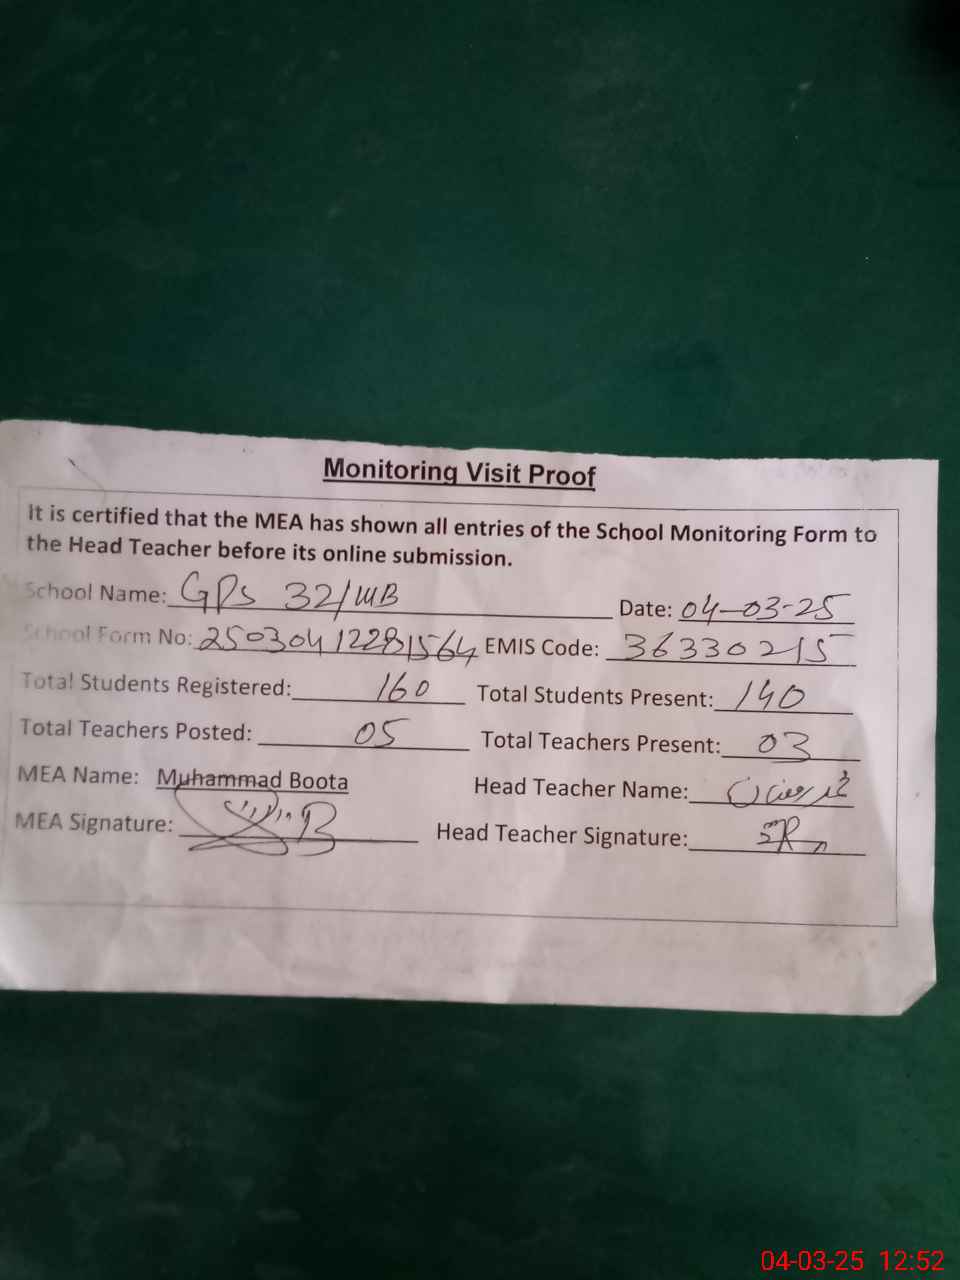 Monitoring Visit Proof
It is certified that the MEA has shown all entries of the School Monitoring Form to
the Head Teacher before its online submission.
School Name: GPS 32/MB Date: 04-03-25
School Form No: 250304122281564 EMIS Code: 36330215
Total Students Registered: 160 Total Students Present: 140
Total Teachers Posted: 05 Total Teachers Present: 03
MEA Name: Muhammad Boota Head Teacher Name:
MEA Signature: Head Teacher Signature:
04-03-25 12:52